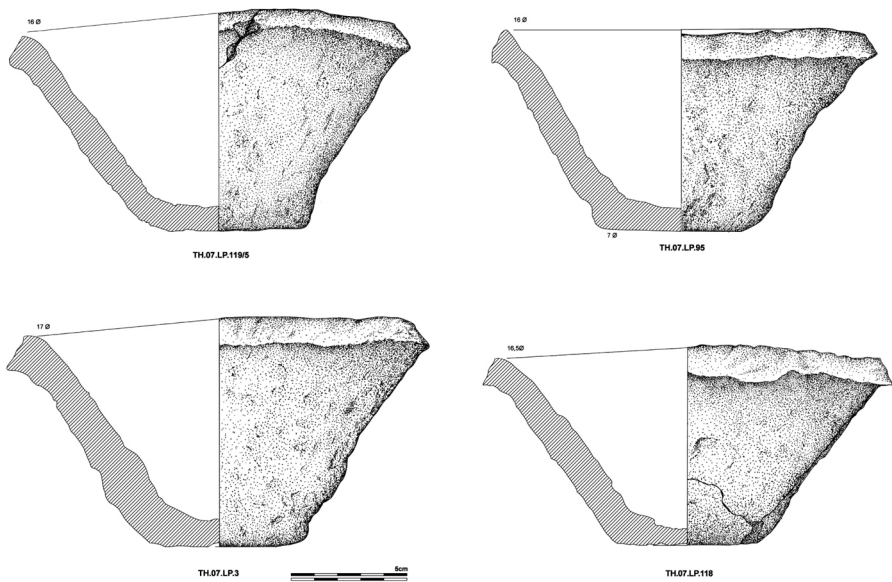 16 Ø
TH.07.LP.119/5
16 Ø
7 Ø
TH.07.LP.95
17 Ø
TH.07.LP.3
5cm
16,5Ø
TH.07.LP.118